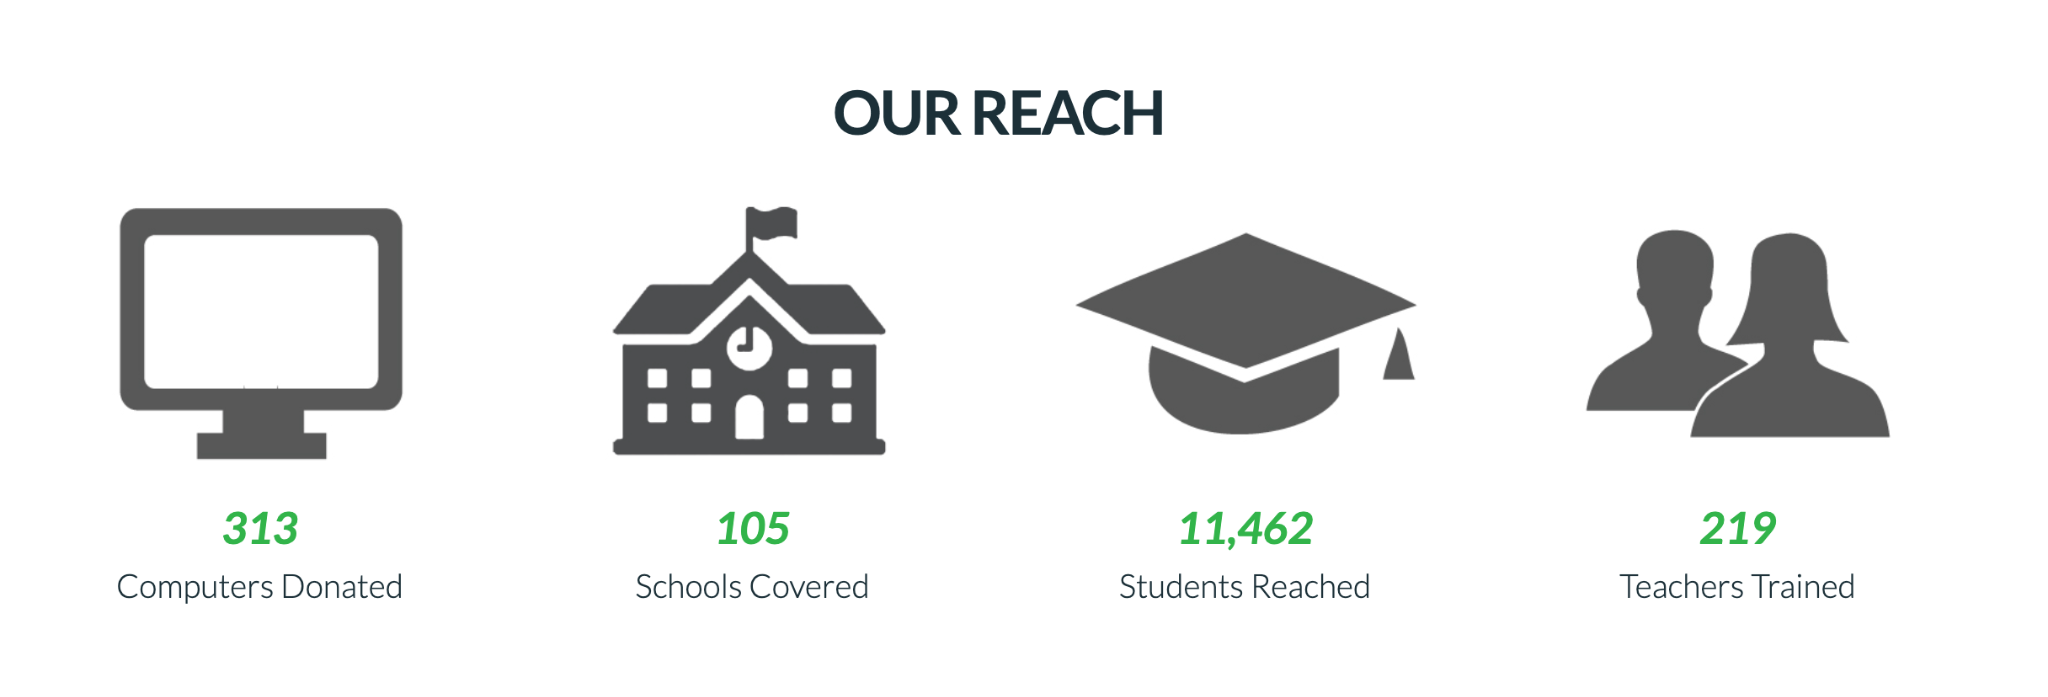 OUR REACH
313
Computers Donated
105
Schools Covered
11,462
Students Reached
219
Teachers Trained